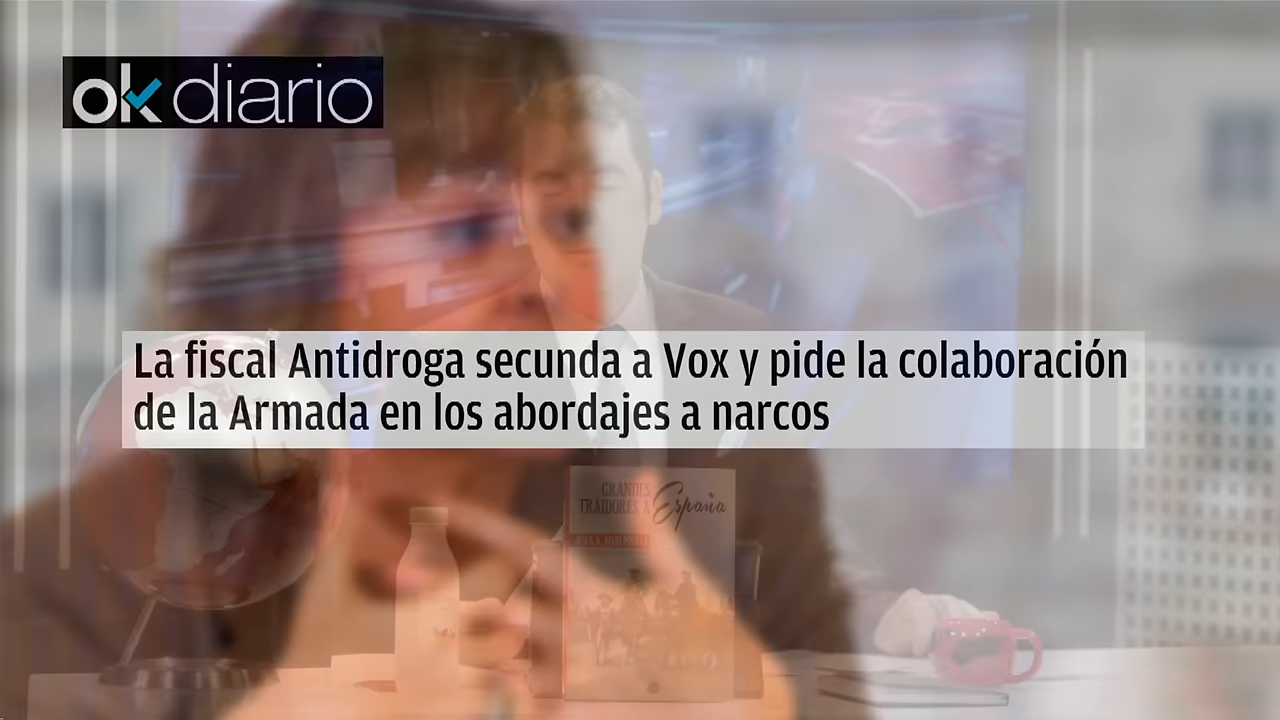 okdiario
La fiscal Antidroga secunda a Vox y pide la colaboración
de la Armada en los abordajes a narcos
GRANDES
TRAIDORES A España